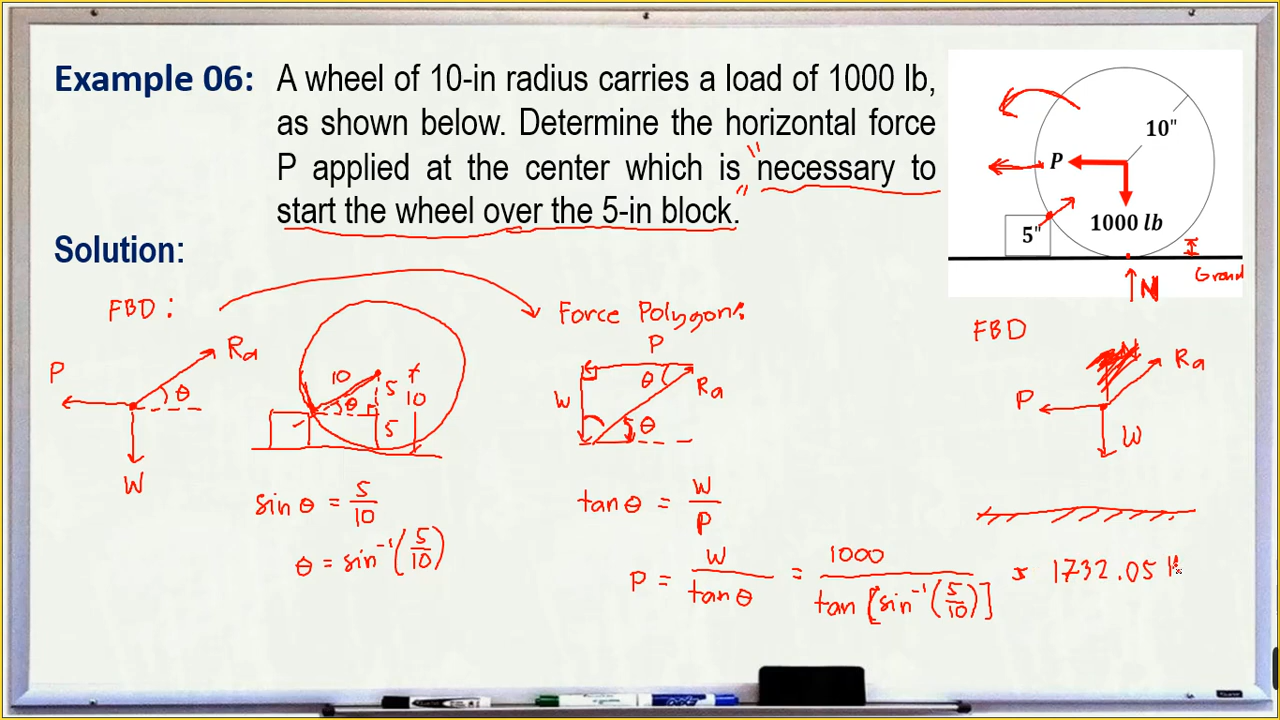 Example 06: A wheel of 10-in radius carries a load of 1000 lb,
as shown below. Determine the horizontal force
P applied at the center which is "necessary to
start the wheel over the 5-in block."
Solution:
10"
P
1000 lb
5"
N
FBD:
P
Ra
θ
W
10
θ
5
10
5
sin θ = 5/10
θ = sin⁻¹(5/10)
Force Polygon:
P
θ
W
Ra
θ
tan θ = W/P
P = W/tan θ = 1000/tan[sin⁻¹(5/10)] = 1732.05
FBD
Ra
P
W